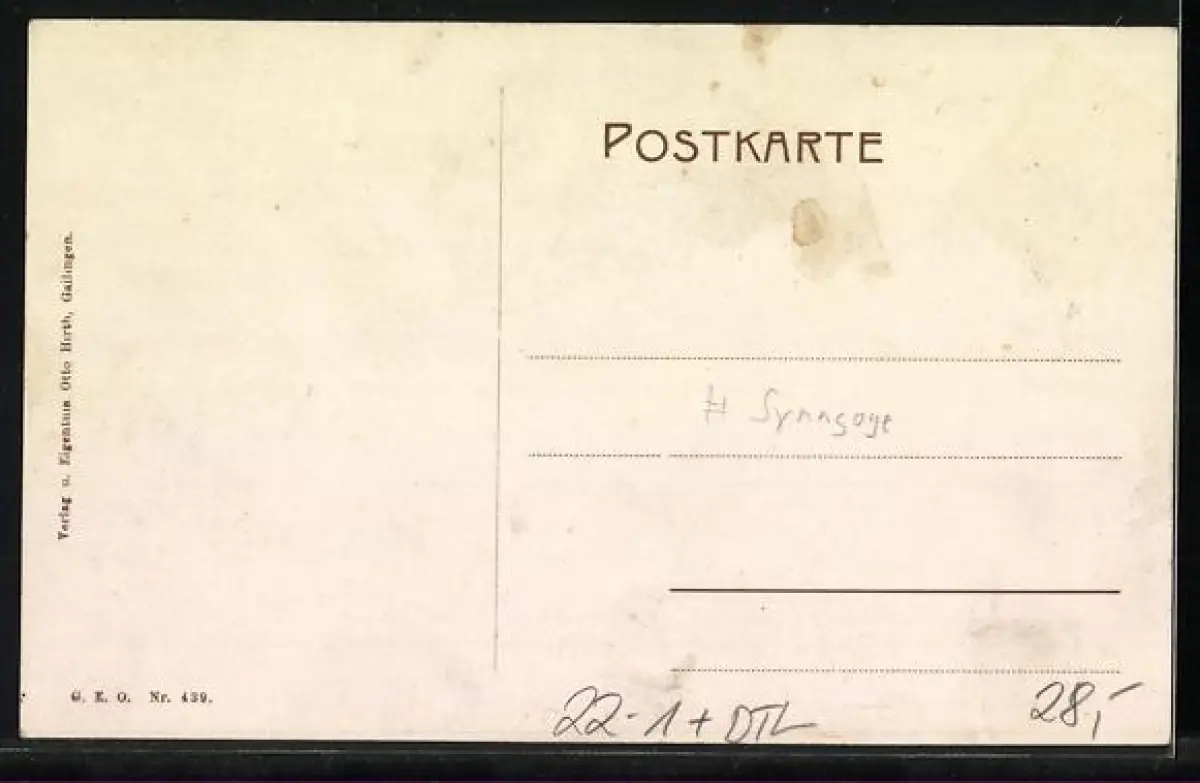 POSTKARTE
Verlag u. Eigentum Otto Hirth, Gailingen.
# Synagoge
G. E. O. Nr. 439.
22-1 + DTL
28,-